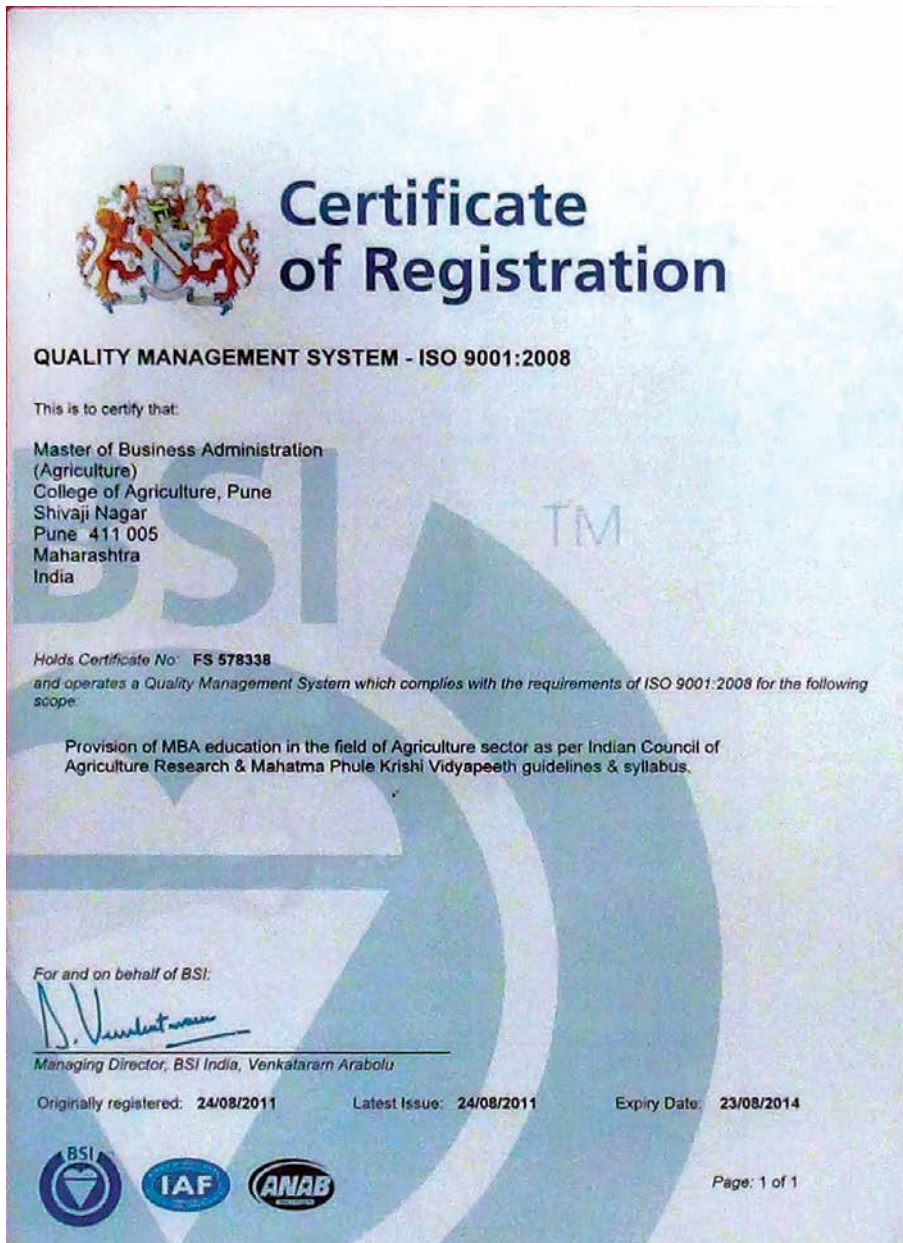 Certificate
of Registration
QUALITY MANAGEMENT SYSTEM - ISO 9001:2008
This is to certify that:
Master of Business Administration
(Agriculture)
College of Agriculture, Pune
Shivaji Nagar
Pune 411 005
Maharashtra
India
BSI
TM
Holds Certificate No: FS 578338
and operates a Quality Management System which complies with the requirements of ISO 9001:2008 for the following
scope:
Provision of MBA education in the field of Agriculture sector as per Indian Council of
Agriculture Research & Mahatma Phule Krishi Vidyapeeth guidelines & syllabus.
For and on behalf of BSI:
Managing Director, BSI India, Venkataram Arabolu
Originally registered: 24/08/2011 Latest Issue: 24/08/2011 Expiry Date: 23/08/2014
BSI
IAF
ANAB
Page: 1 of 1